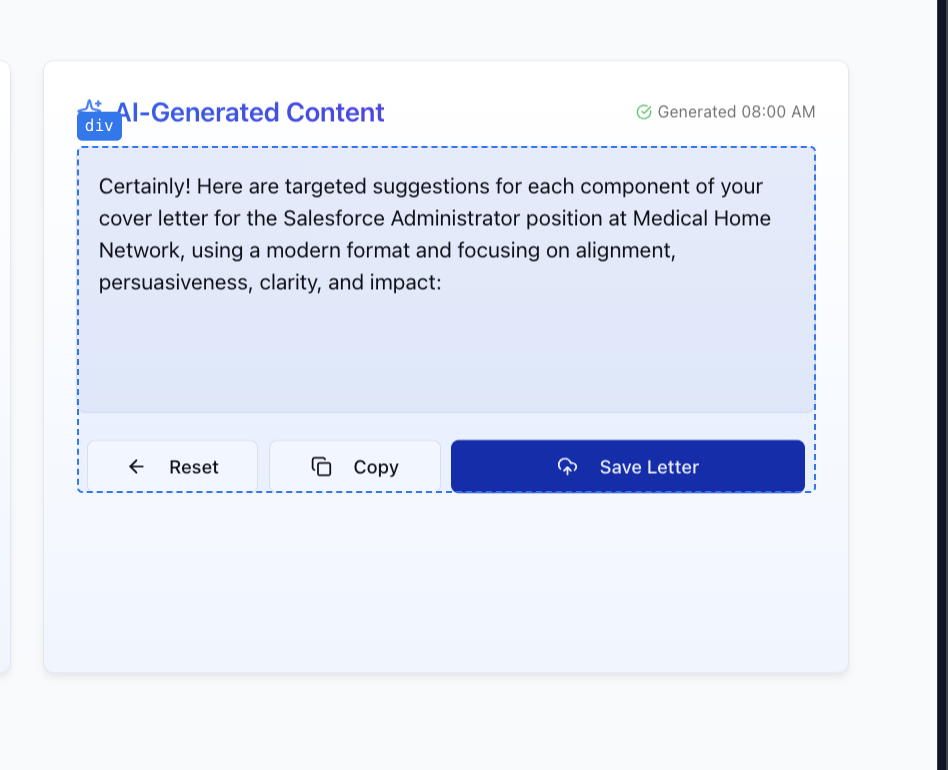 AI-Generated Content
Generated 08:00 AM
div
Certainly! Here are targeted suggestions for each component of your
cover letter for the Salesforce Administrator position at Medical Home
Network, using a modern format and focusing on alignment,
persuasiveness, clarity, and impact:
Reset
Copy
Save Letter